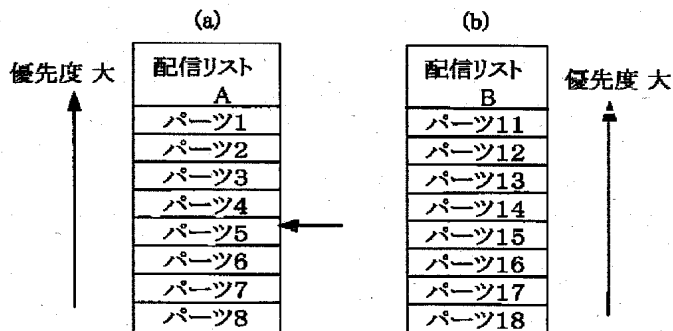 (a)
優先度 大
配信リスト
A
パーツ1
パーツ2
パーツ3
パーツ4
パーツ5
パーツ6
パーツ7
パーツ8
(b)
配信リスト
B
パーツ11
パーツ12
パーツ13
パーツ14
パーツ15
パーツ16
パーツ17
パーツ18
優先度 大